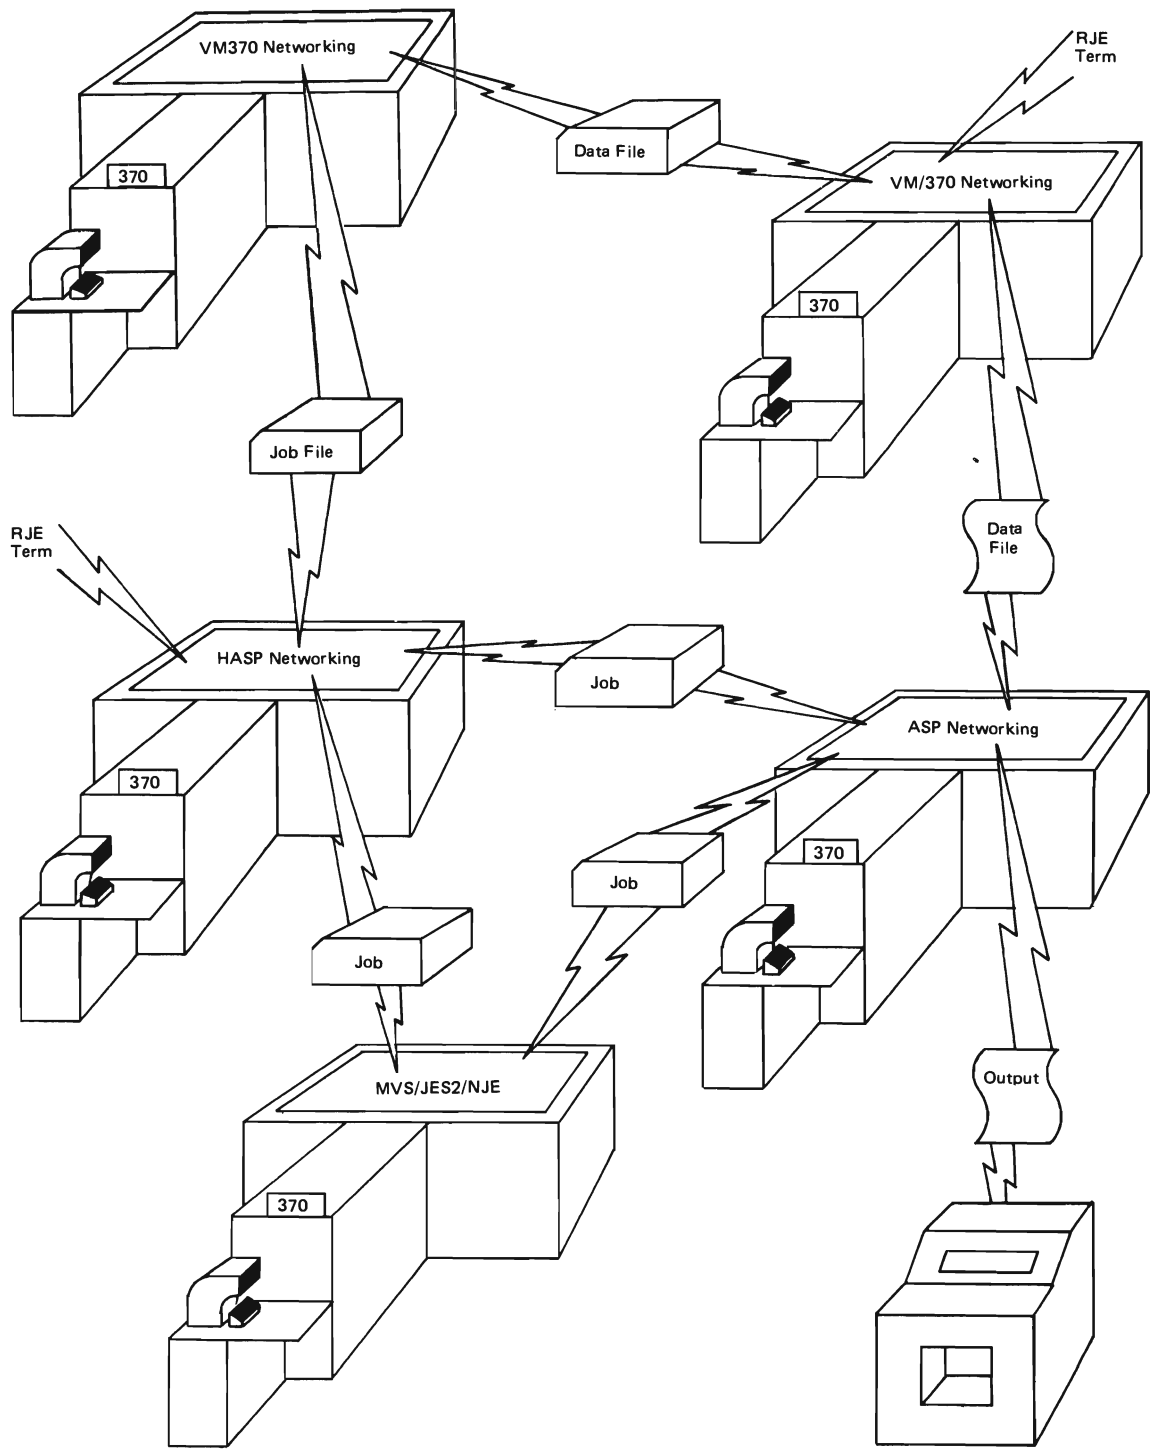 VM370 Networking
RJE
Term
Data File
VM/370 Networking
370
370
Job File
RJE
Term
Data
File
HASP Networking
Job
ASP Networking
370
370
Job
Job
MVS/JES2/NJE
Output
370